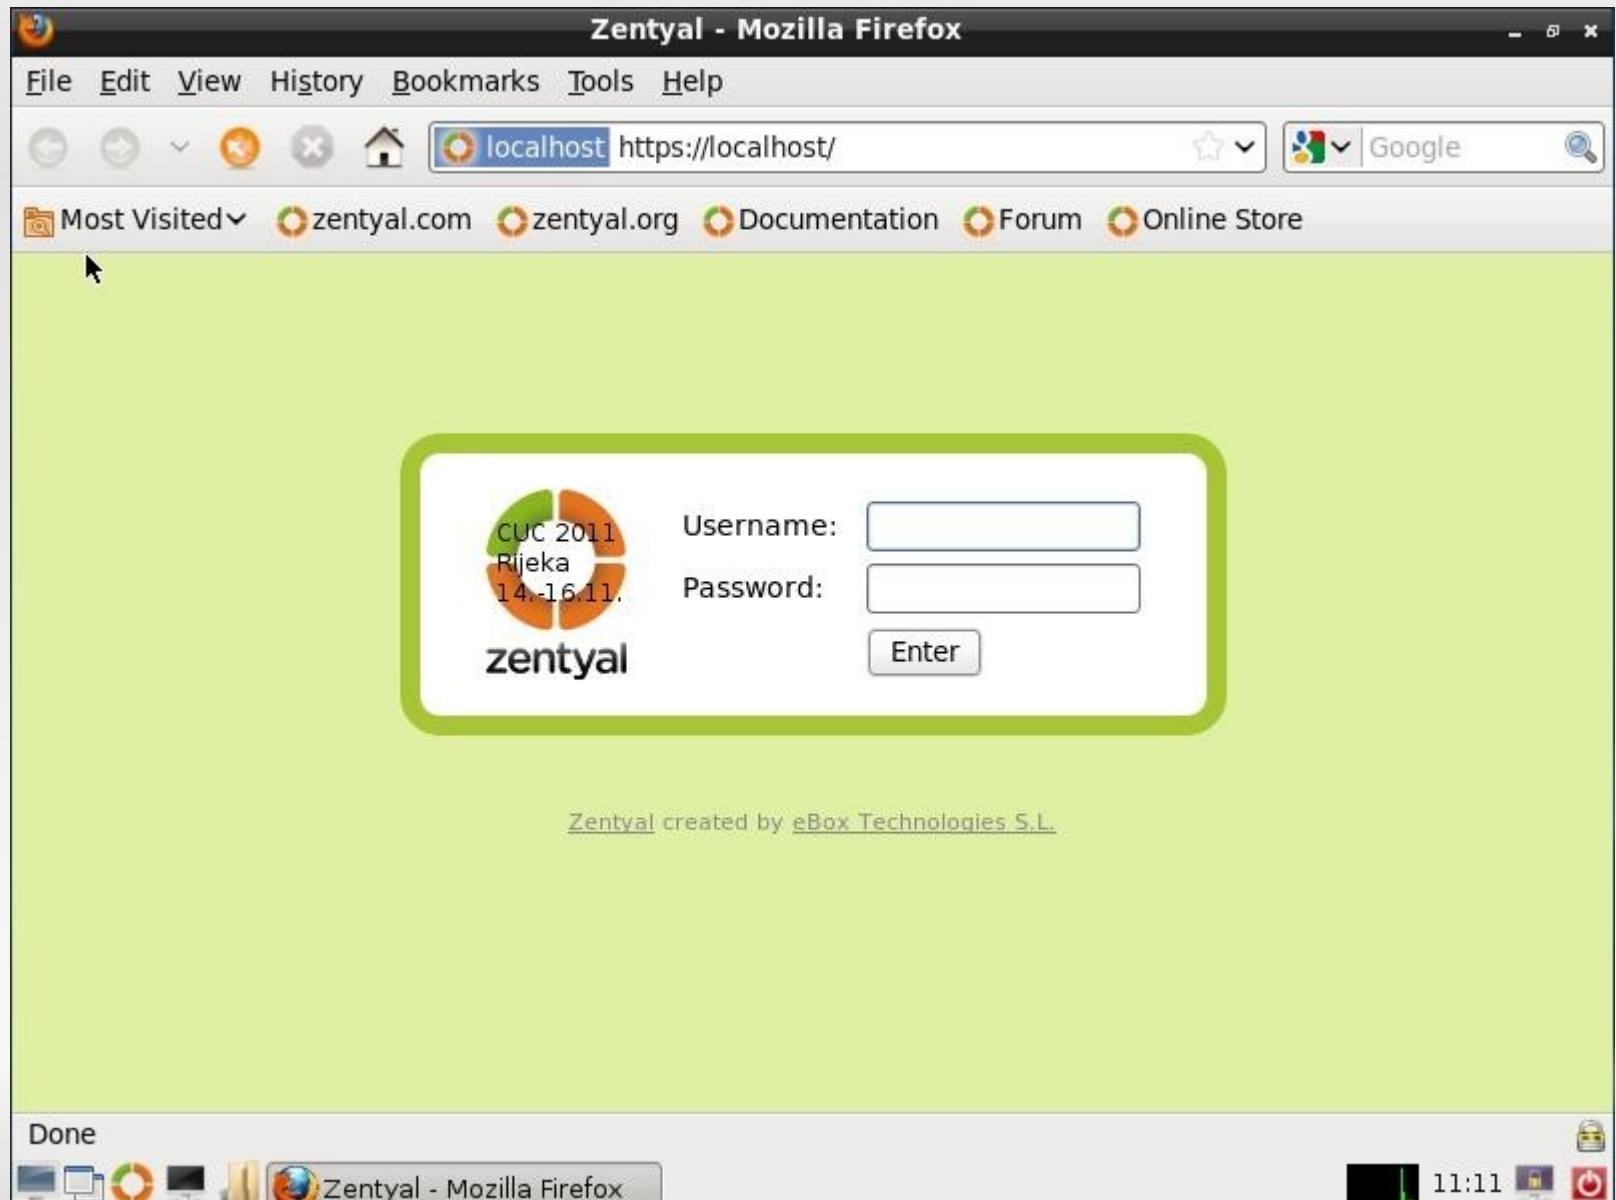 Zentyal - Mozilla Firefox
File Edit View History Bookmarks Tools Help
localhost https://localhost/ Google
Most Visited zentyal.com zentyal.org Documentation Forum Online Store
CUC 2011
Rijeka
14.-16.11.
zentyal
Username:
Password:
Enter
Zentyal created by eBox Technologies S.L.
Done
Zentyal - Mozilla Firefox 11:11